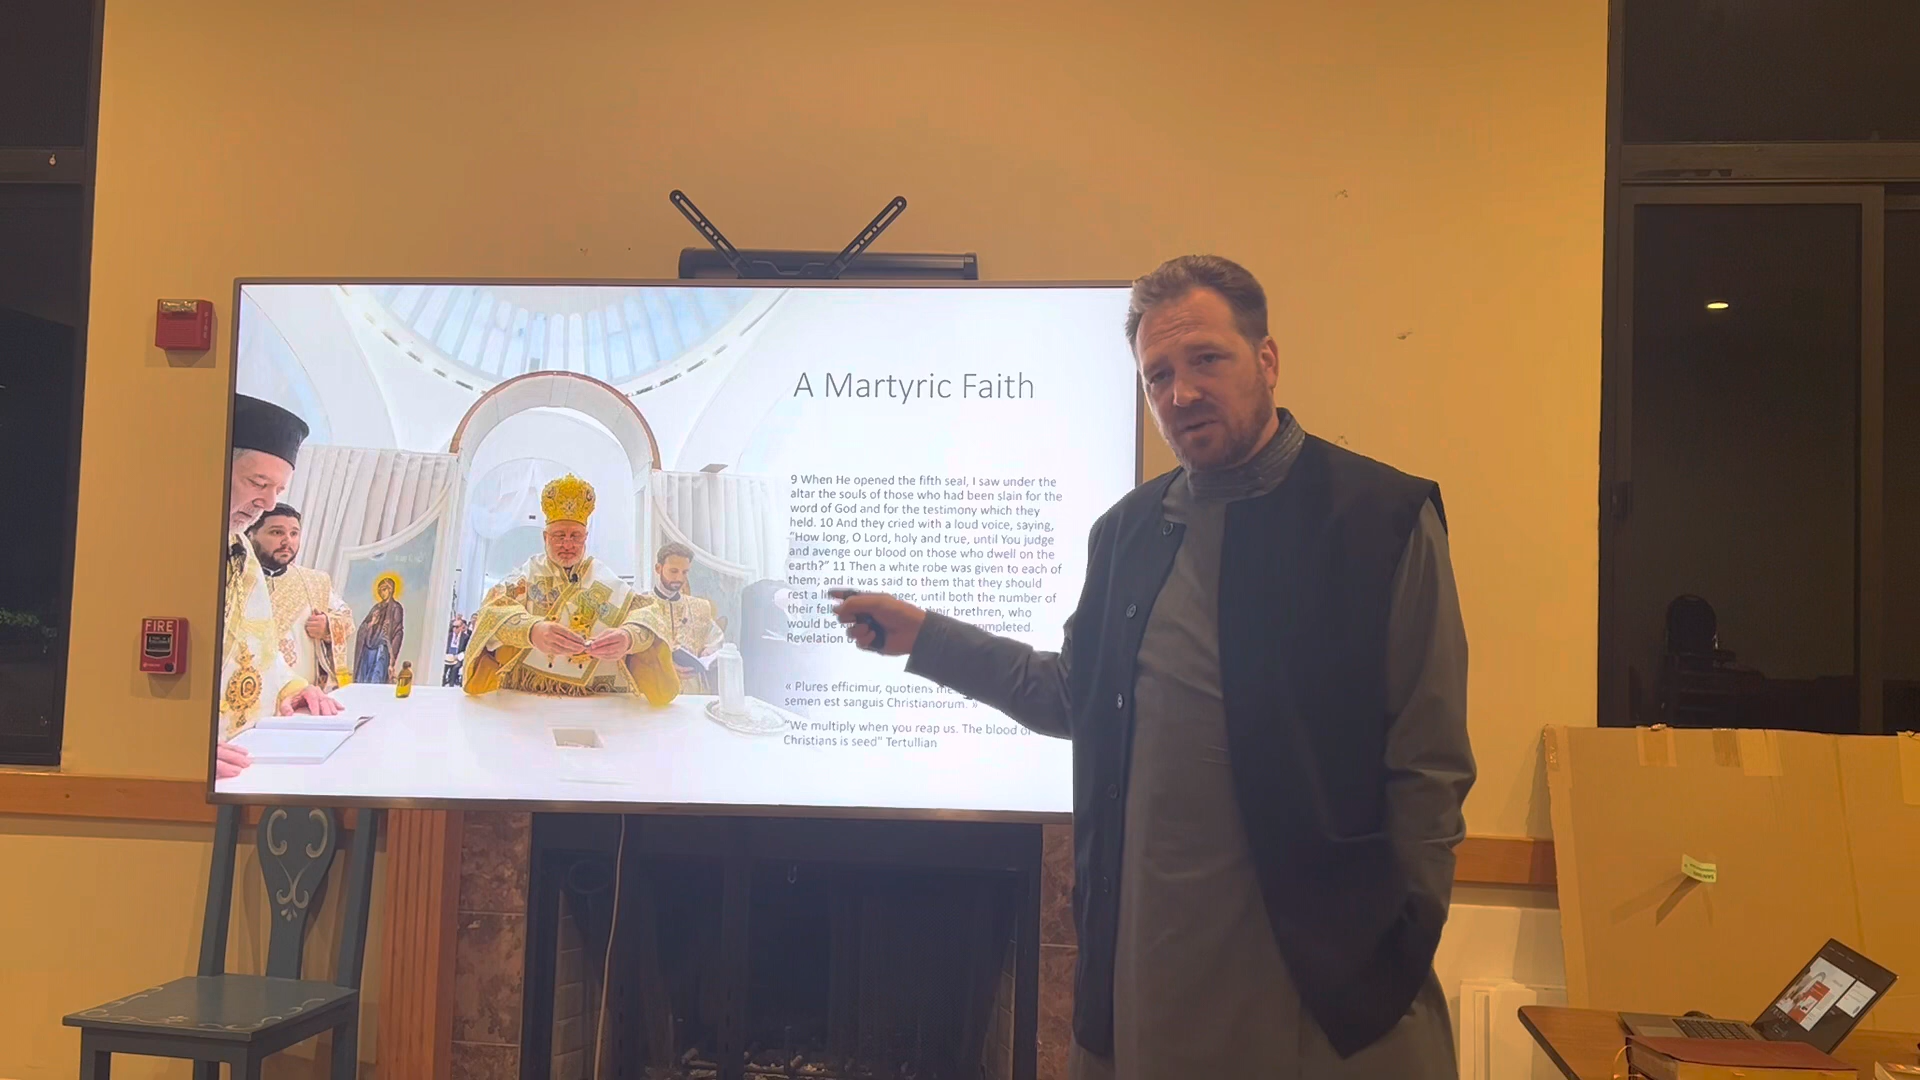 FIRE
FIRE
A Martyric Faith
9 When He opened the fifth seal, I saw under the
altar the souls of those who had been slain for the
word of God and for the testimony which they
held. 10 And they cried with a loud voice, saying,
"How long, O Lord, holy and true, until You judge
and avenge our blood on those who dwell on the
earth?" 11 Then a white robe was given to each of
them; and it was said to them that they should
rest a until both the number of
their their brethren, who
would be completed.
Revelation
« Plures efficimur, quotiens
semen est sanguis Christianorum. »
"We multiply when you reap us. The blood of
Christians is seed" Tertullian